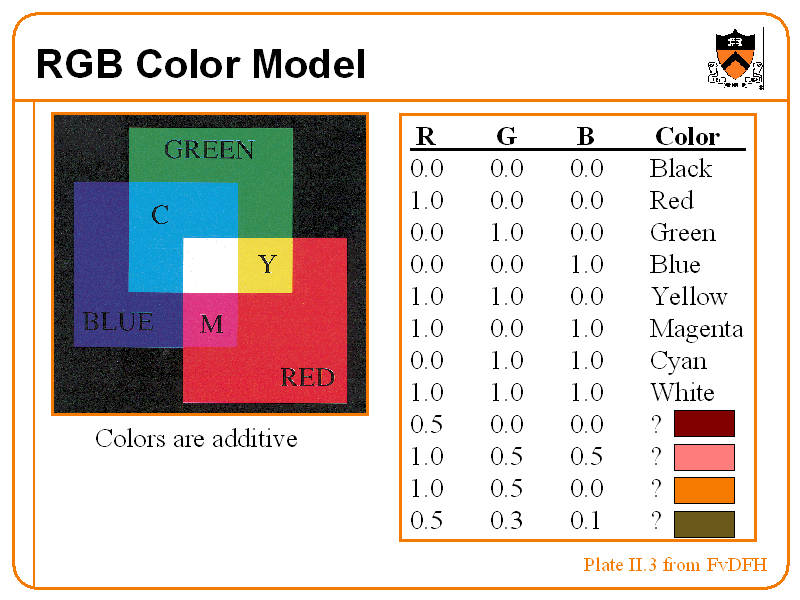 RGB Color Model
GREEN
C
Y
BLUE
M
RED
Colors are additive
R G B Color
0.0 0.0 0.0 Black
1.0 0.0 0.0 Red
0.0 1.0 0.0 Green
0.0 0.0 1.0 Blue
1.0 1.0 0.0 Yellow
1.0 0.0 1.0 Magenta
0.0 1.0 1.0 Cyan
1.0 1.0 1.0 White
0.5 0.0 0.0 ?
1.0 0.5 0.5 ?
1.0 0.5 0.0 ?
0.5 0.3 0.1 ?
Plate II.3 from FvDFH